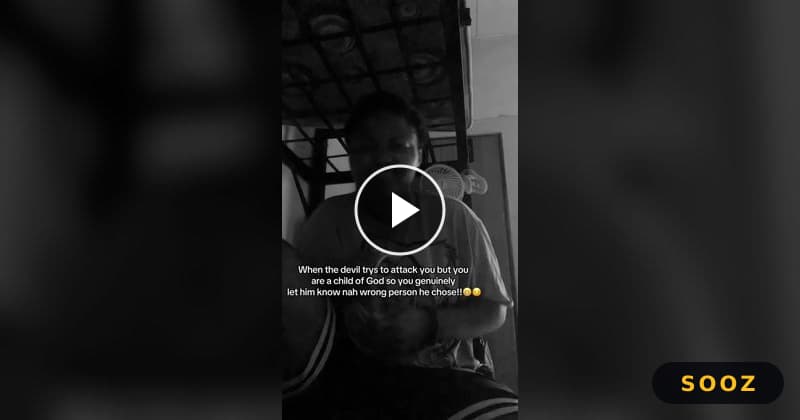 When the devil trys to attack you but you
are a child of God so you genuinely
let him know nah wrong person he chose!!😄😏
SOOZ